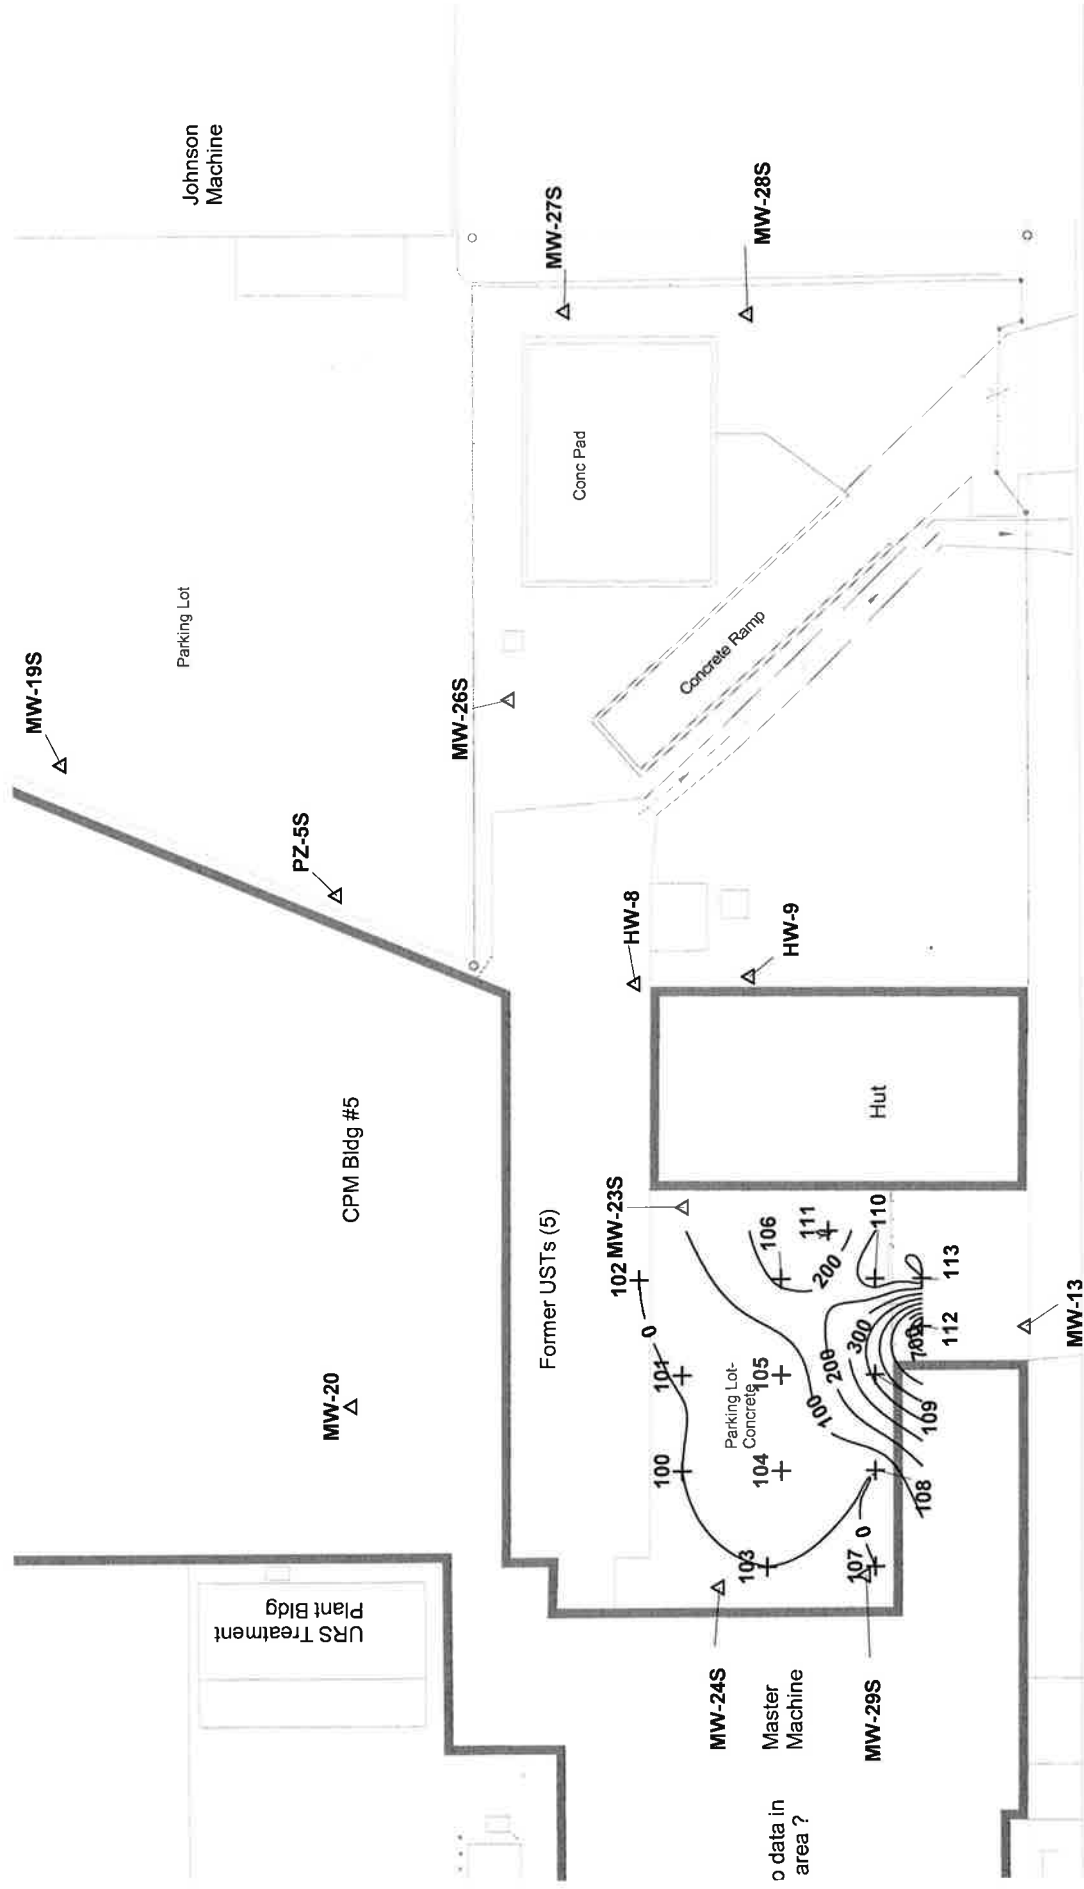 Johnson
Machine
MW-27S
MW-28S
Conc Pad
Parking Lot
MW-19S
MW-26S
Concrete Ramp
PZ-5S
HW-8
HW-9
CPM Bldg #5
Hut
Former USTs (5)
102 MW-23S
106
111
110
200
113
0
101
105
Parking Lot-
Concrete
100
200
300
700
112
MW-13
109
MW-20
100
104
108
103
107
0
URS Treatment
Plant Bldg
MW-24S
Master
Machine
MW-29S
o data in
area ?